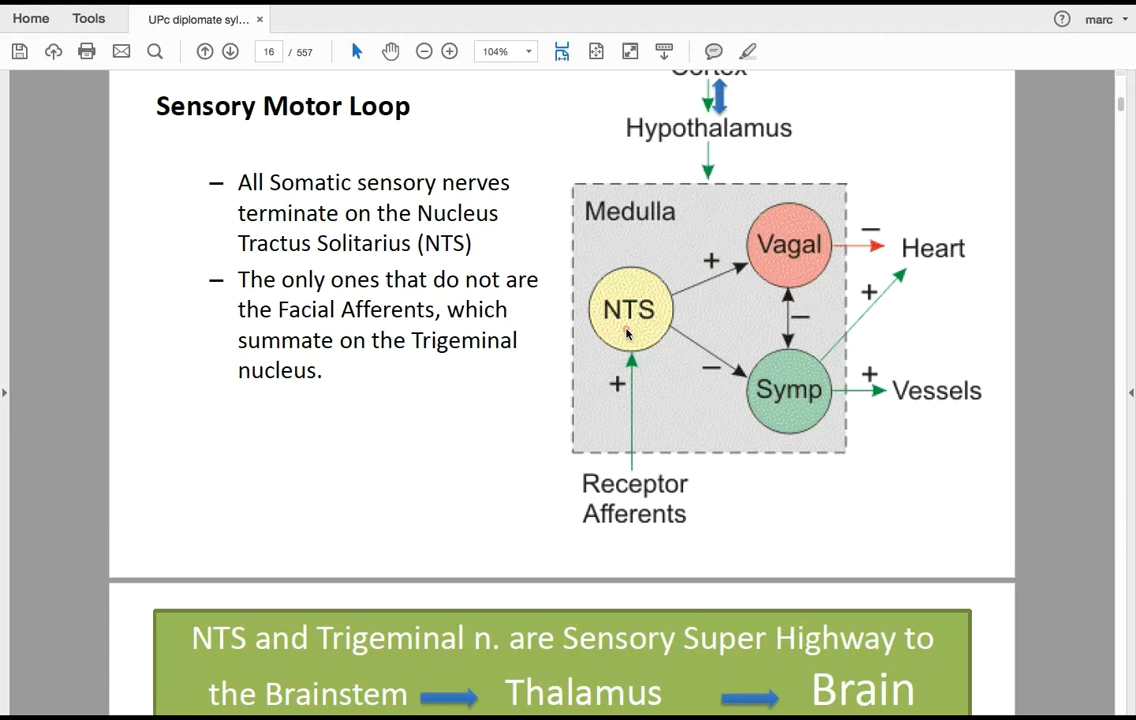 Home Tools UPc diplomate syl... × ? marc
16 / 557 104%
Cortex
Sensory Motor Loop
Hypothalamus
– All Somatic sensory nerves
terminate on the Nucleus
Tractus Solitarius (NTS)
– The only ones that do not are
the Facial Afferents, which
summate on the Trigeminal
nucleus.
Medulla
Vagal
–
Heart
+
+
NTS
–
–
+
Symp
+
Vessels
+
Receptor
Afferents
NTS and Trigeminal n. are Sensory Super Highway to
the Brainstem Thalamus Brain